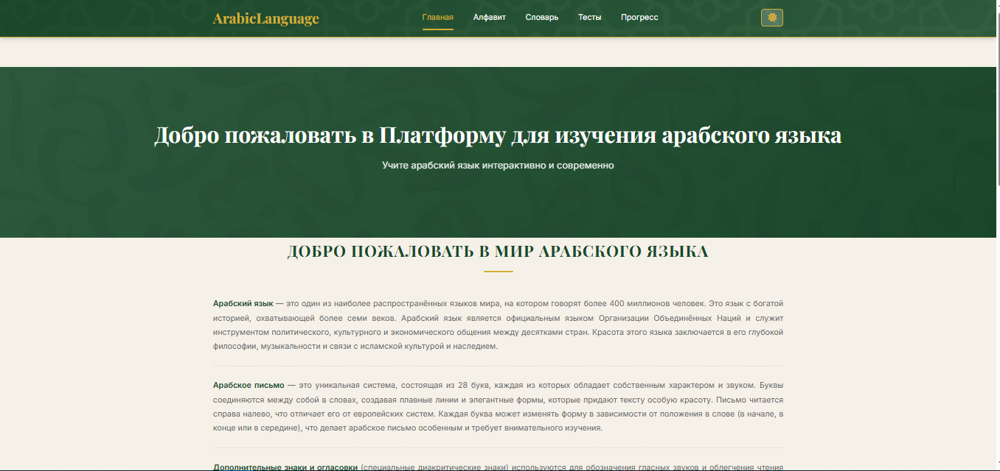 ArabicLanguage
Главная Алфавит Словарь Тесты Прогресс
Добро пожаловать в Платформу для изучения арабского языка
Учите арабский язык интерактивно и современно
ДОБРО ПОЖАЛОВАТЬ В МИР АРАБСКОГО ЯЗЫКА
Арабский язык — это один из наиболее распространённых языков мира, на котором говорят более 400 миллионов человек. Это язык с богатой
историей, охватывающей более семи веков. Арабский язык является официальным языком Организации Объединённых Наций и служит
инструментом политического, культурного и экономического общения между десятками стран. Красота этого языка заключается в его глубокой
философии, музыкальности и связи с исламской культурой и наследием.
Арабское письмо — это уникальная система, состоящая из 28 букв, каждая из которых обладает собственным характером и звуком. Буквы
соединяются между собой в словах, создавая плавные линии и элегантные формы, которые придают тексту особую красоту. Письмо читается
справа налево, что отличает его от европейских систем. Каждая буква может изменять форму в зависимости от положения в слове (в начале, в
конце или в середине), что делает арабское письмо особенным и требует внимательного изучения.
Дополнительные знаки и огласовки (специальные диакритические знаки) используются для обозначения гласных звуков и облегчения чтения